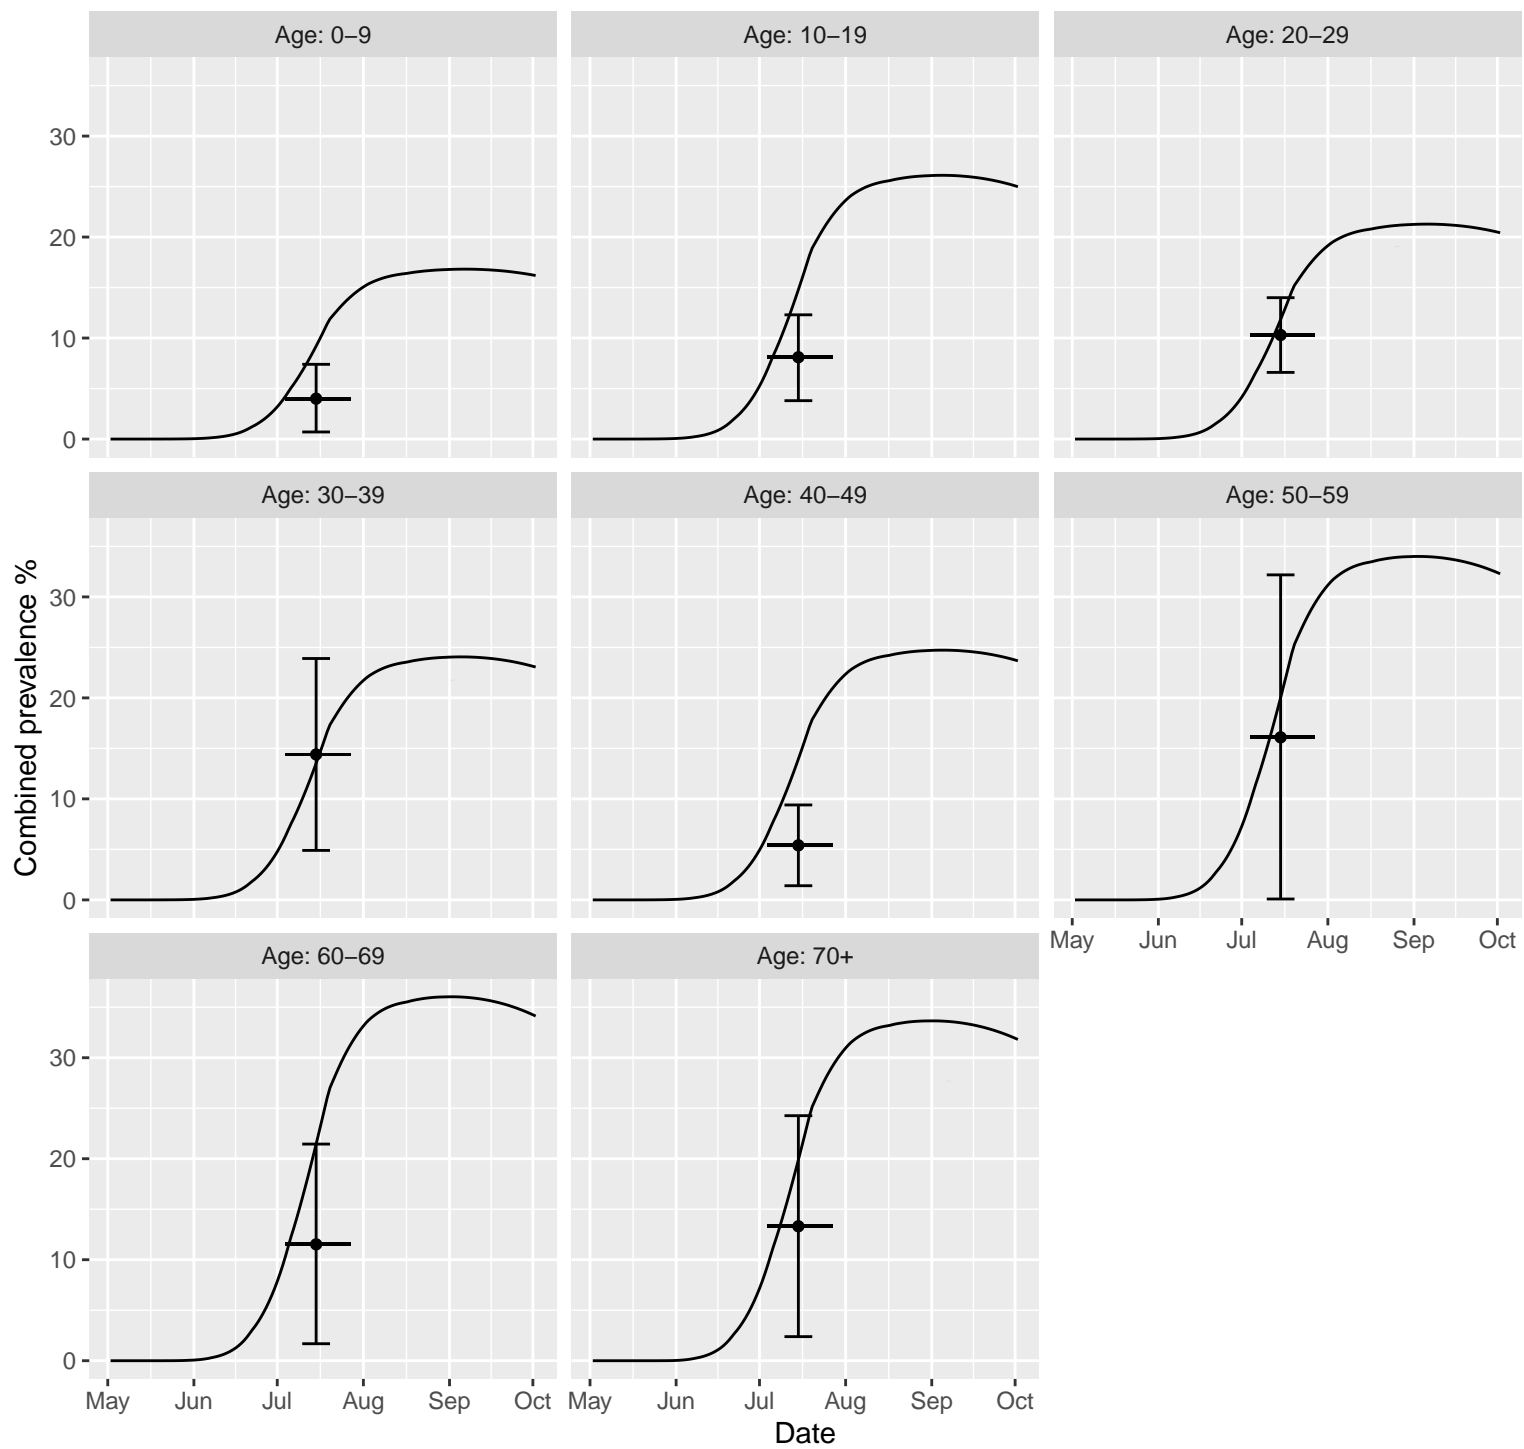 Age: 0–9
Age: 10–19
Age: 20–29
30
20
10
0
Age: 30–39
Age: 40–49
Age: 50–59
Combined prevalence %
30
20
10
0
May Jun Jul Aug Sep Oct
Age: 60–69
Age: 70+
30
20
10
0
May Jun Jul Aug Sep Oct
May Jun Jul Aug Sep Oct
Date